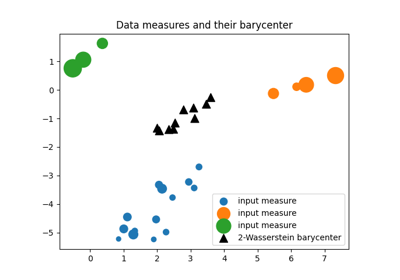 Data measures and their barycenter
1
0
-1
-2
-3
-4
-5
input measure
input measure
input measure
2-Wasserstein barycenter
0 1 2 3 4 5 6 7